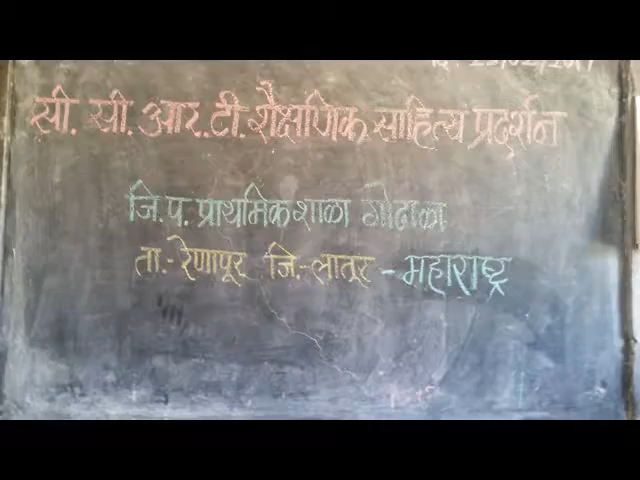 सी. सी. आर. टी. शैक्षणिक साहित्य प्रदर्शन
जि. प. प्राथमिक शाळा गोढाळा
ता.- रेणापूर जि.- लातूर - महाराष्ट्र